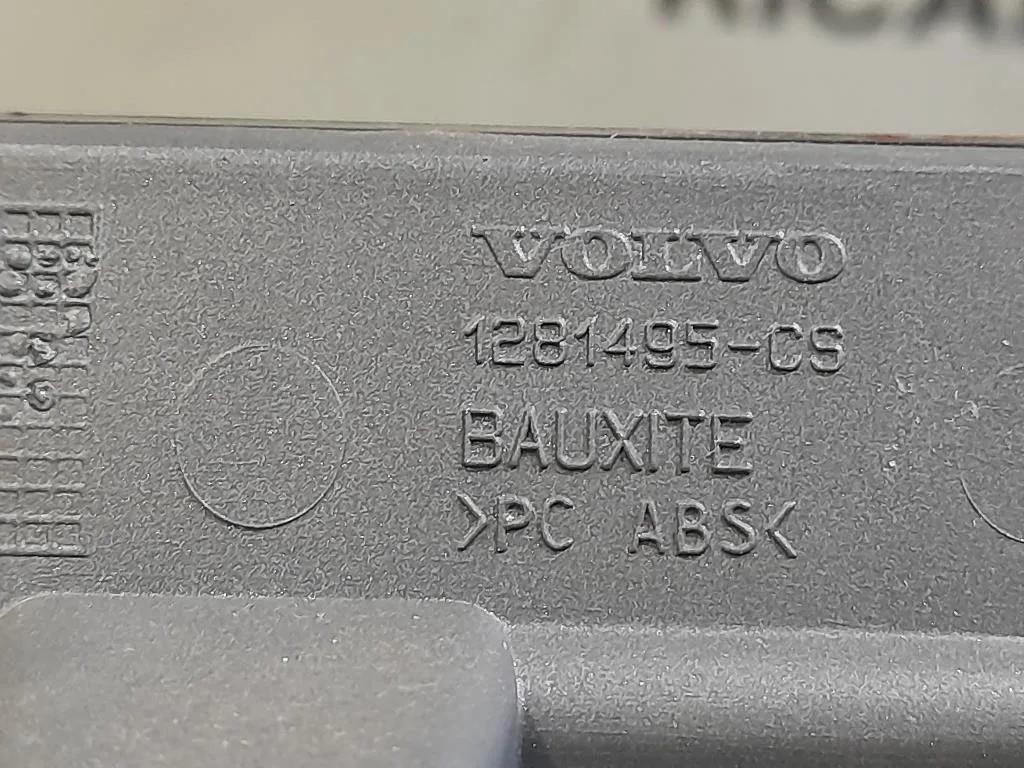 VOLVO
1281495-CS
BAUXITE
>PC ABS<